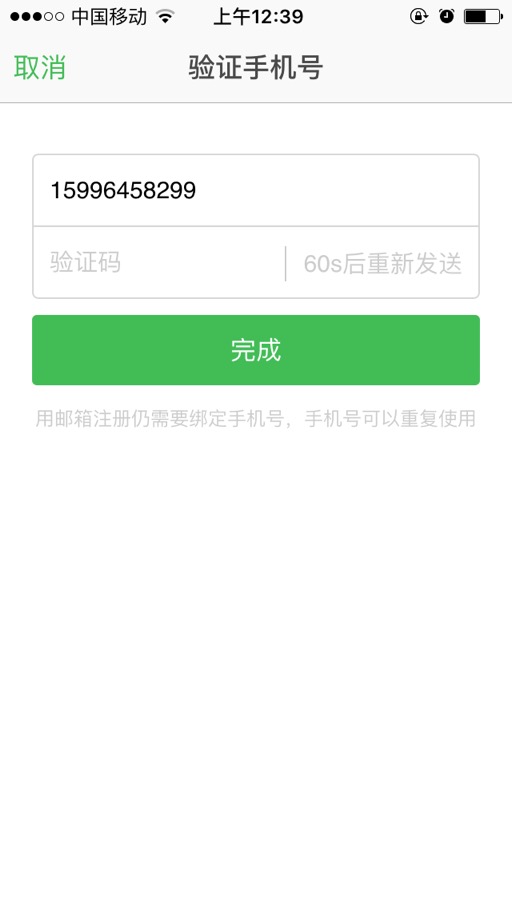 中国移动 上午12:39
取消 验证手机号
15996458299
验证码 60s后重新发送
完成
用邮箱注册仍需要绑定手机号，手机号可以重复使用